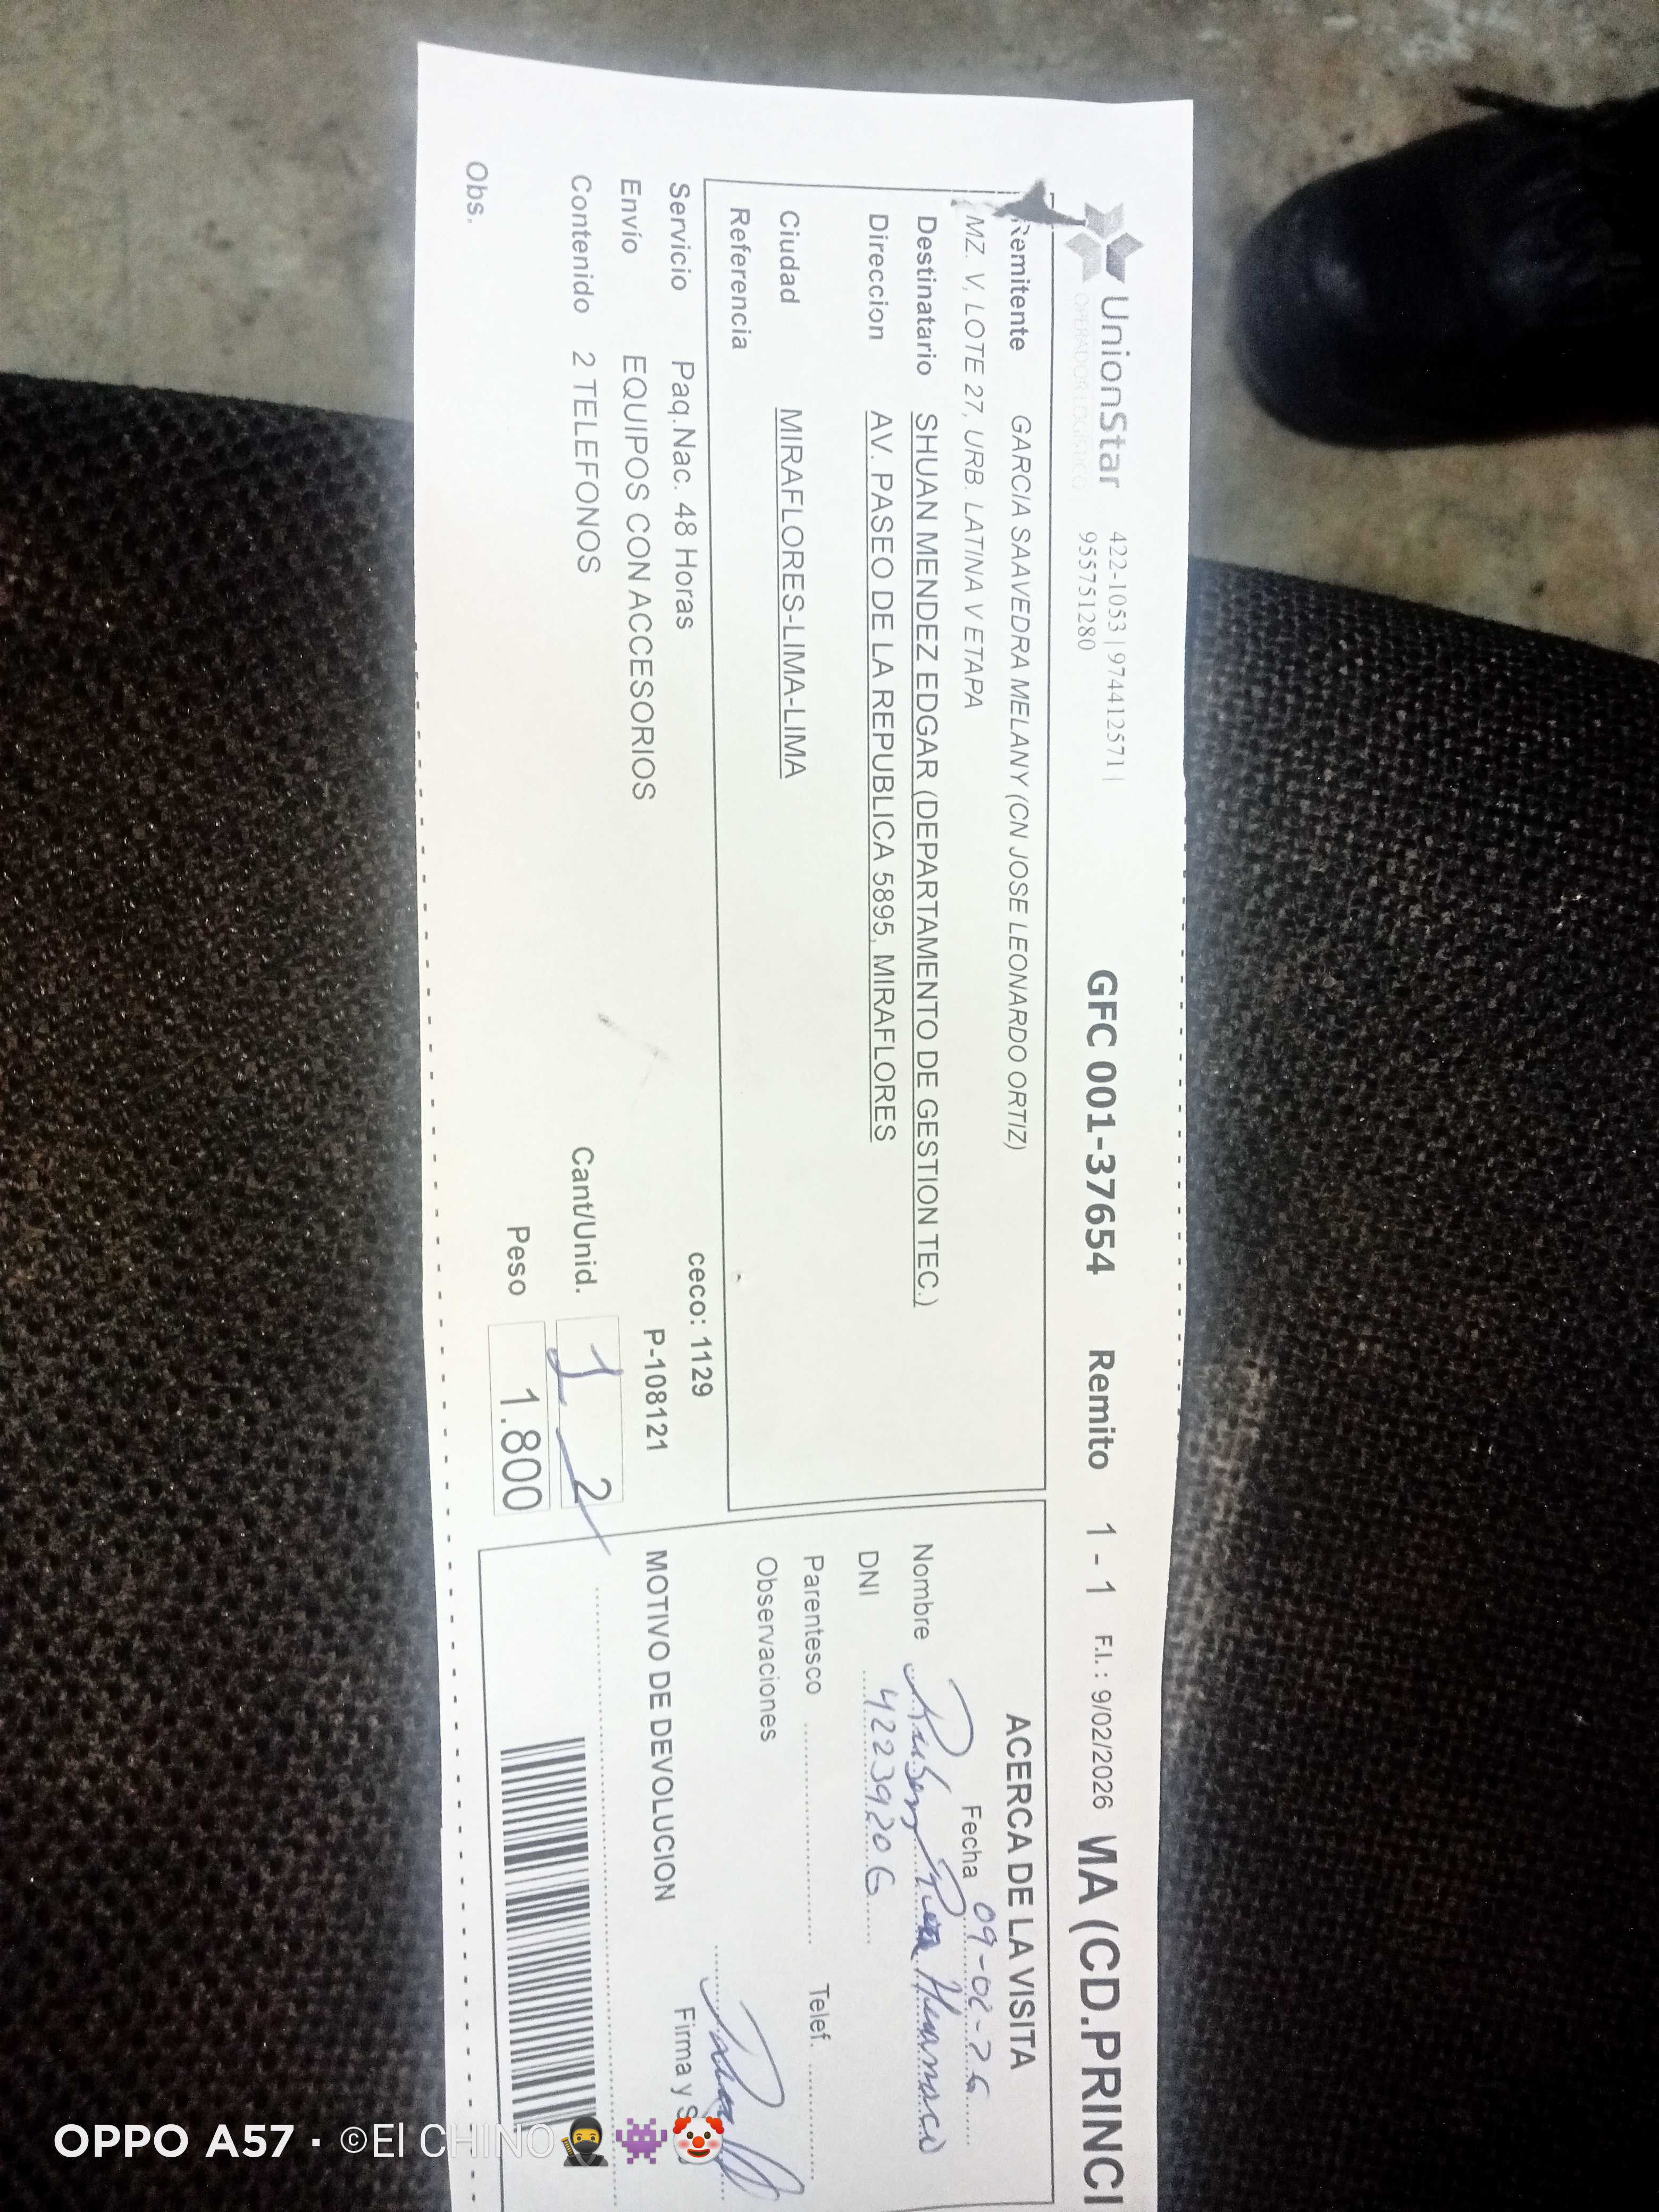 UnionStar
OPERADOR LOGISTICO
422-1053 | 974412571 |
955751280
GFC 001-37654 Remito 1 - 1 F.I. : 9/02/2026 MA (CD.PRINCI
Remitente GARCIA SAAVEDRA MELANY (CN JOSE LEONARDO ORTIZ)
MZ. V, LOTE 27, URB. LATINA V ETAPA
Destinatario SHUAN MENDEZ EDGAR (DEPARTAMENTO DE GESTION TEC.)
Direccion AV. PASEO DE LA REPUBLICA 5895, MIRAFLORES
Ciudad MIRAFLORES-LIMA-LIMA
Referencia
Servicio Paq.Nac. 48 Horas
ceco: 1129
Envío EQUIPOS CON ACCESORIOS
P-108121
Contenido 2 TELEFONOS
Cant/Unid. 1 2
Peso 1.800
Obs.
ACERCA DE LA VISITA
Fecha 09-02-26
Nombre Ruben
DNI 42239206
Parentesco
Telef.
Observaciones
Firma y S
MOTIVO DE DEVOLUCION
OPPO A57 · ©El CHINO🥷👾🤡